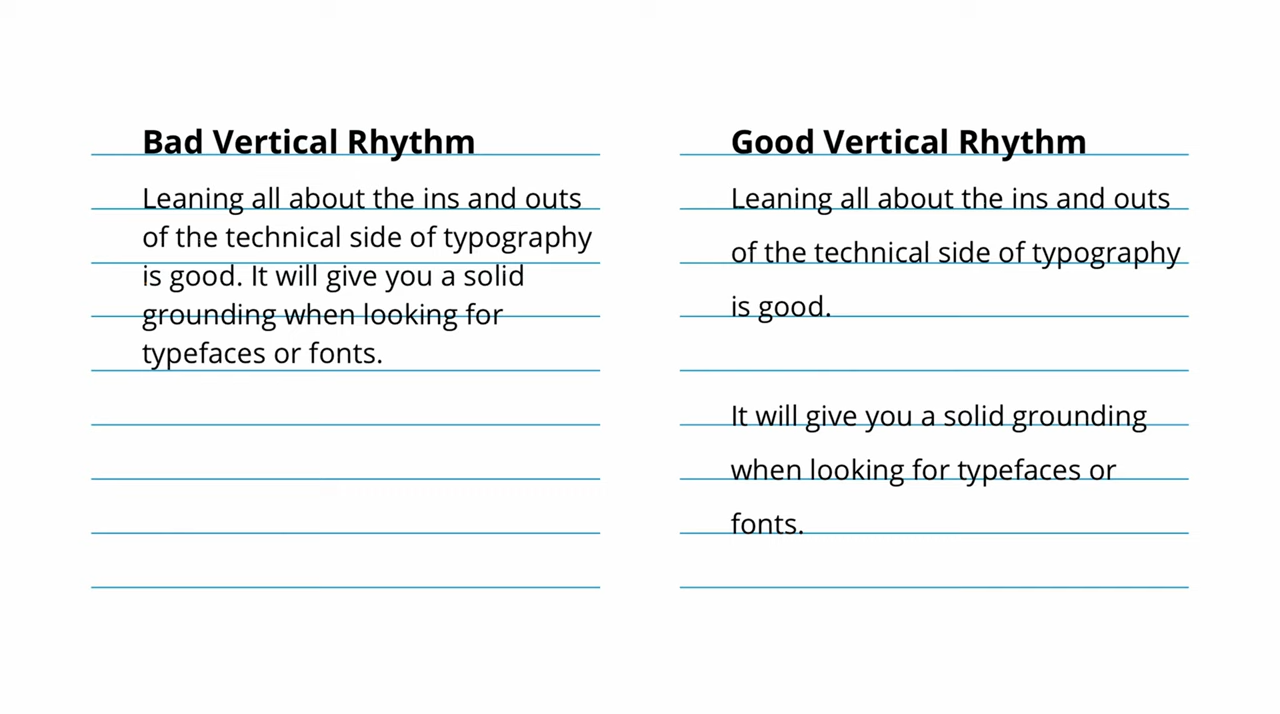 Bad Vertical Rhythm
Leaning all about the ins and outs
of the technical side of typography
is good. It will give you a solid
grounding when looking for
typefaces or fonts.
Good Vertical Rhythm
Leaning all about the ins and outs
of the technical side of typography
is good.
It will give you a solid grounding
when looking for typefaces or
fonts.